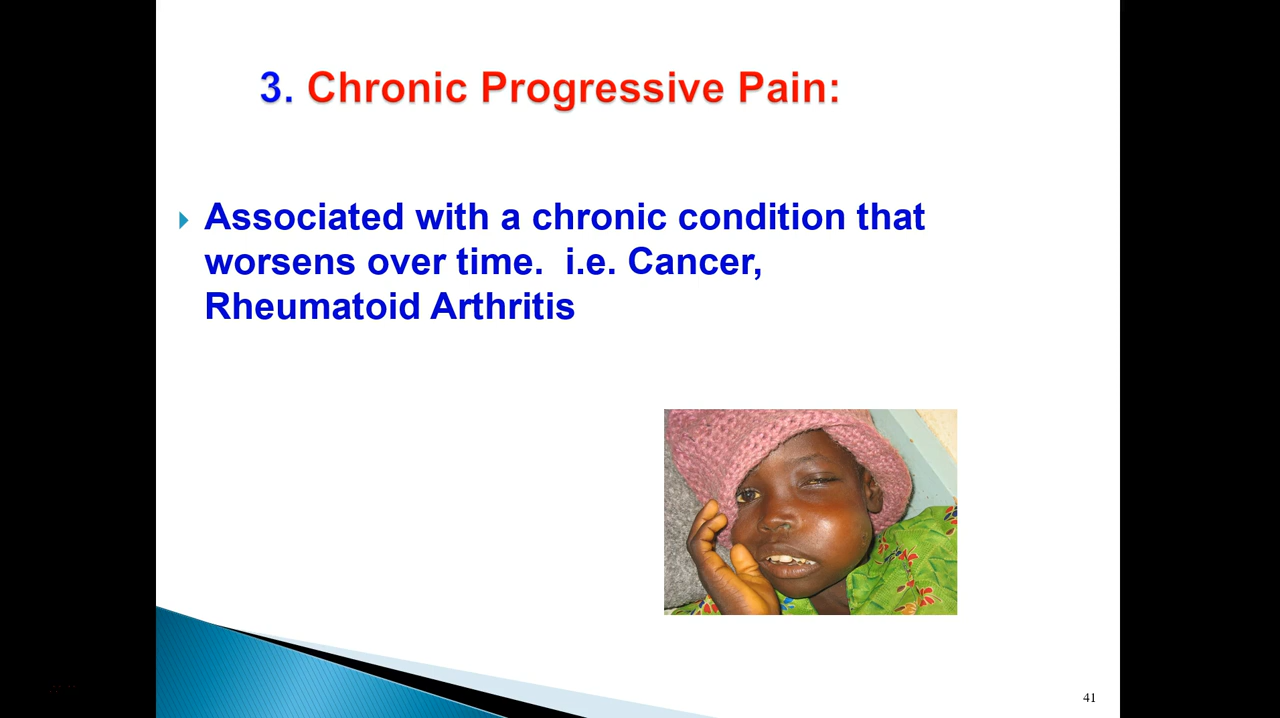 3. Chronic Progressive Pain:
Associated with a chronic condition that
worsens over time.  i.e. Cancer,
Rheumatoid Arthritis
41